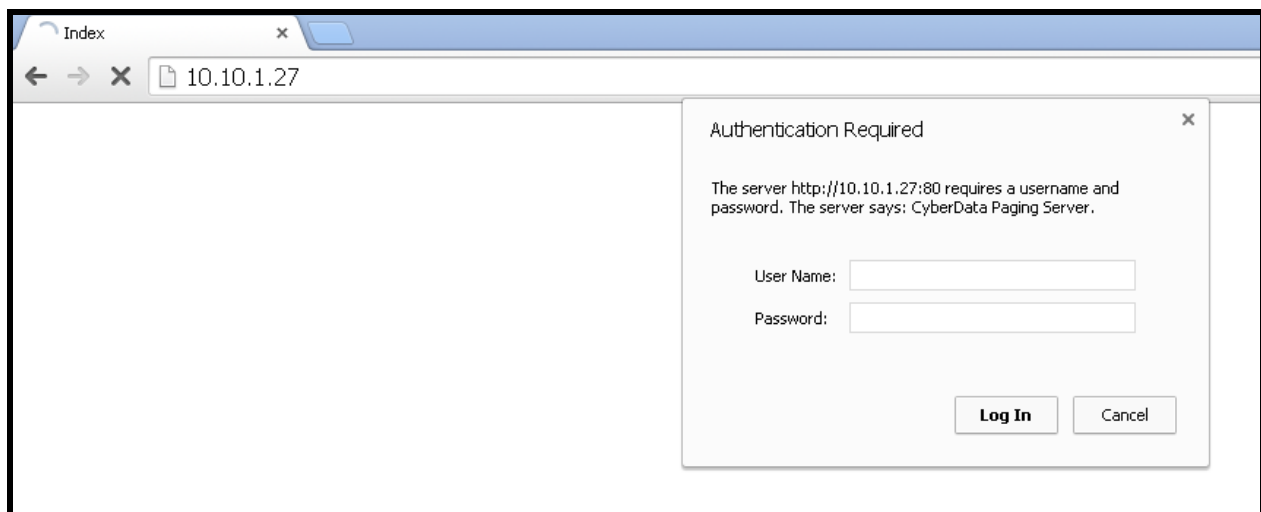 Index
10.10.1.27
Authentication Required
The server http://10.10.1.27:80 requires a username and
password. The server says: CyberData Paging Server.
User Name:
Password:
Log In
Cancel